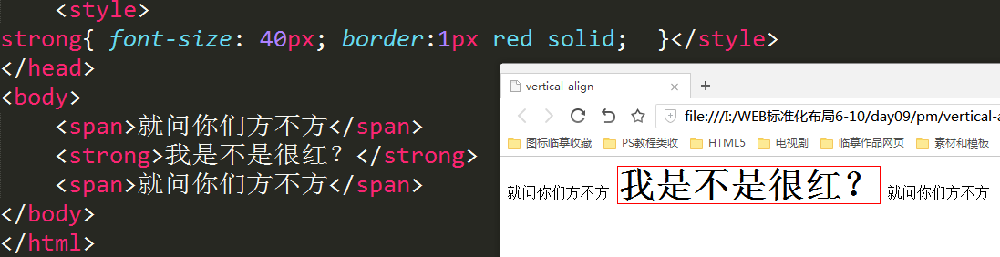 <style>
strong{ font-size: 40px; border:1px red solid;  }</style>
</head>
<body>
<span>就问你们方不方</span>
<strong>我是不是很红？</strong>
<span>就问你们方不方</span>
</body>
</html>
vertical-align
file:///I:/WEB标准化布局6-10/day09/pm/vertical-a
图标临摹收藏 PS教程类收 HTML5 电视剧 临摹作品网页 素材和模板
就问你们方不方 我是不是很红？ 就问你们方不方